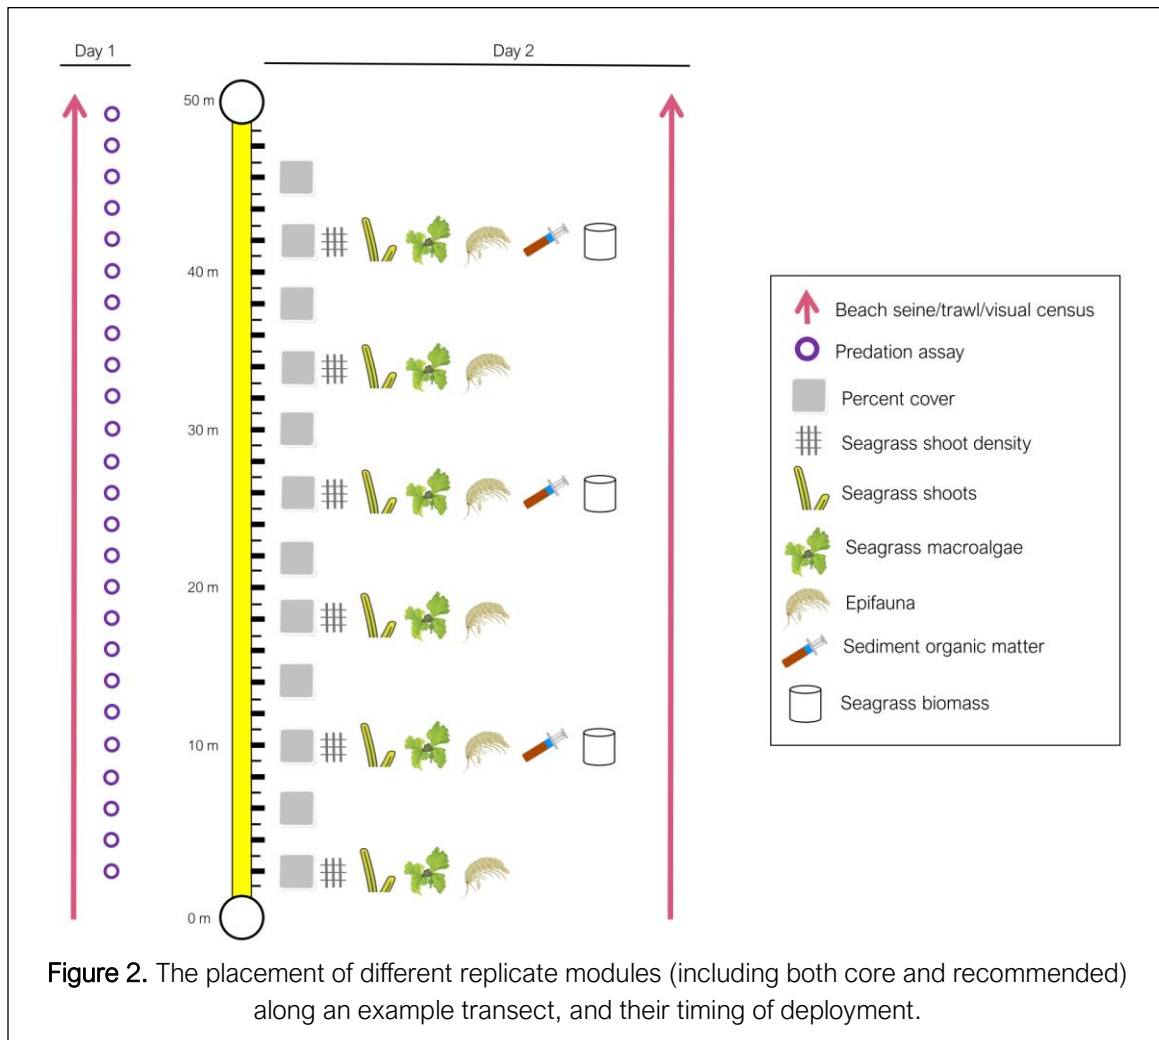 Day 1
Day 2
50 m
40 m
30 m
20 m
10 m
0 m
Beach seine/trawl/visual census
Predation assay
Percent cover
Seagrass shoot density
Seagrass shoots
Seagrass macroalgae
Epifauna
Sediment organic matter
Seagrass biomass
Figure 2. The placement of different replicate modules (including both core and recommended)
along an example transect, and their timing of deployment.